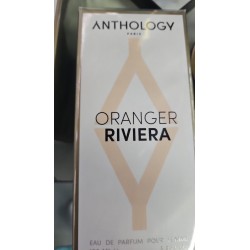 ANTHOLOGY
PARIS
ORANGER
RIVIERA
EAU DE PARFUM POUR